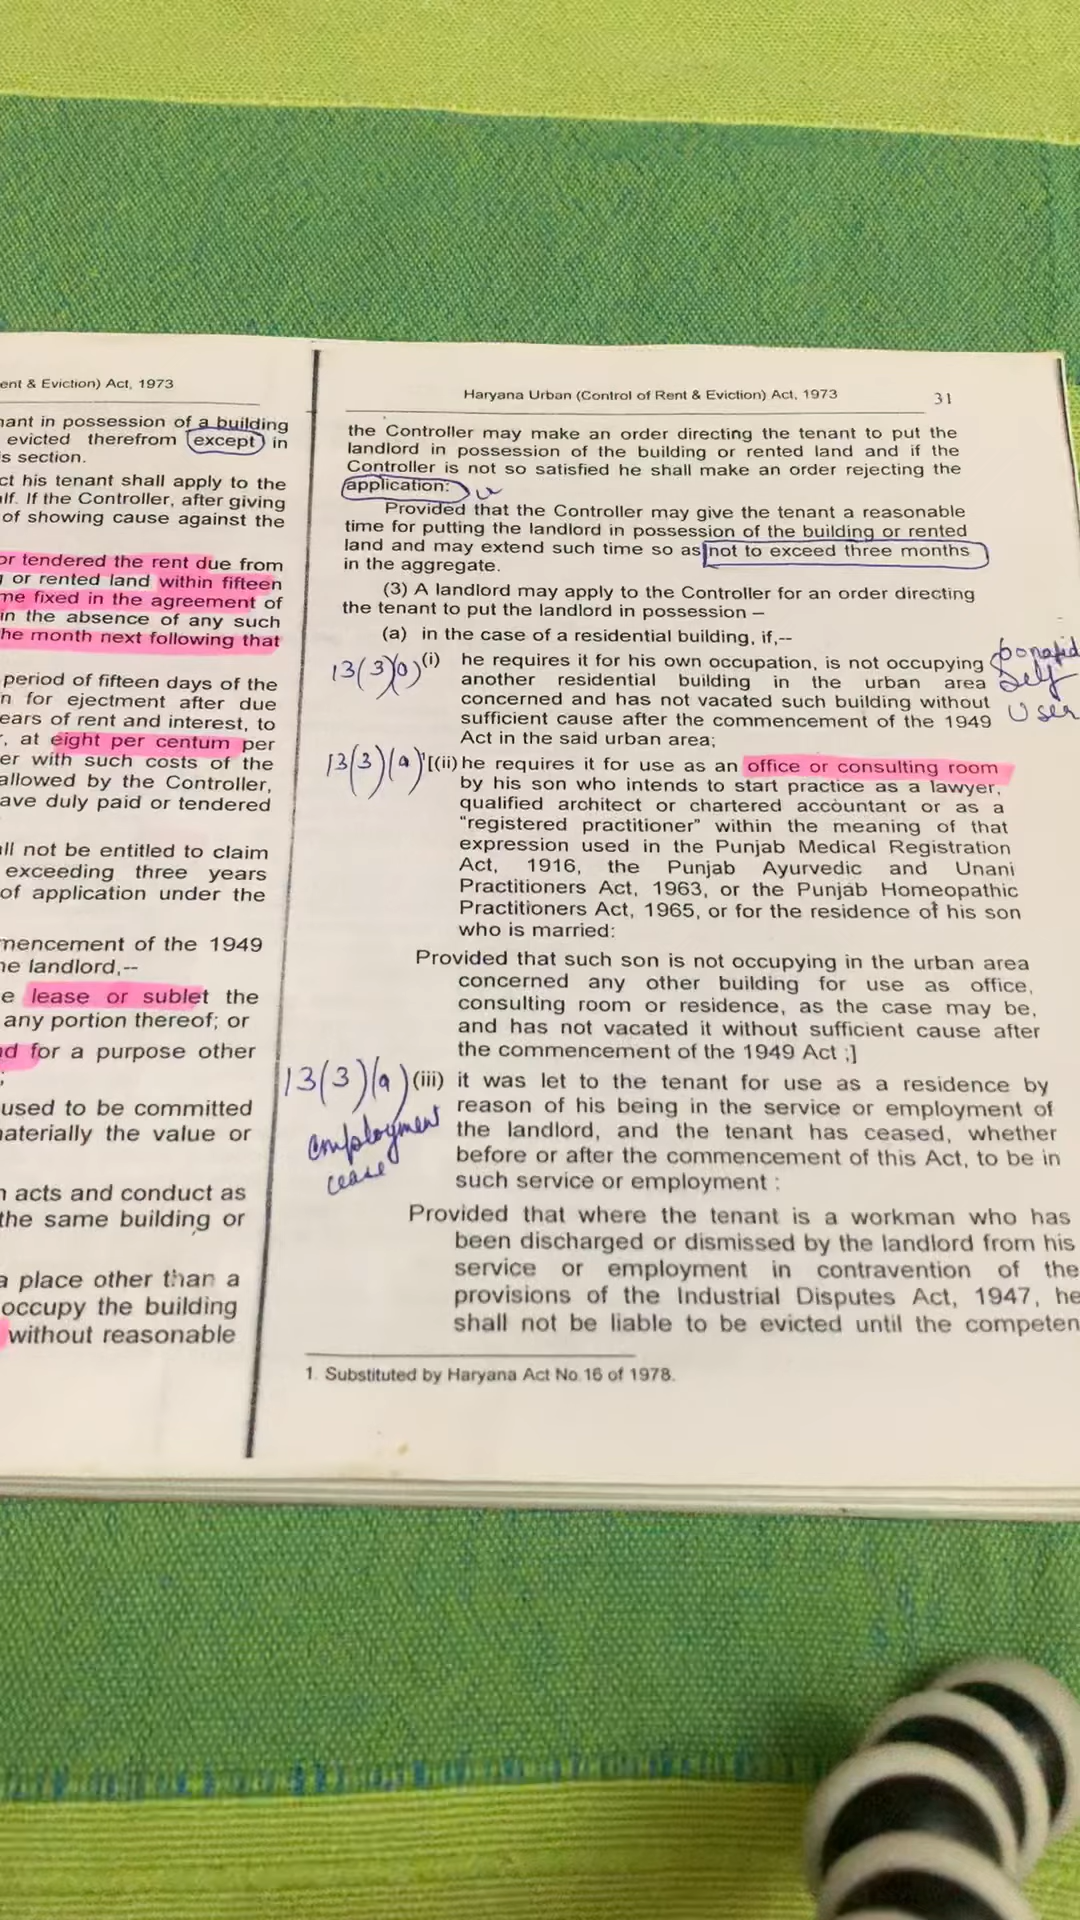 ent & Eviction) Act, 1973
nant in possession of a building
evicted therefrom except in
s section.
ct his tenant shall apply to the
lf. If the Controller, after giving
of showing cause against the
or tendered the rent due from
or rented land within fifteen
me fixed in the agreement of
in the absence of any such
he month next following that
period of fifteen days of the
n for ejectment after due
ears of rent and interest, to
, at eight per centum per
er with such costs of the
allowed by the Controller,
ave duly paid or tendered
ll not be entitled to claim
exceeding three years
of application under the
mencement of the 1949
he landlord,--
e lease or sublet the
any portion thereof; or
nd for a purpose other
;
used to be committed
naterially the value or
n acts and conduct as
the same building or
a place other than a
occupy the building
without reasonable
Haryana Urban (Control of Rent & Eviction) Act, 1973 31
the Controller may make an order directing the tenant to put the
landlord in possession of the building or rented land and if the
Controller is not so satisfied he shall make an order rejecting the
application:
Provided that the Controller may give the tenant a reasonable
time for putting the landlord in possession of the building or rented
land and may extend such time so as not to exceed three months
in the aggregate.
(3) A landlord may apply to the Controller for an order directing
the tenant to put the landlord in possession –
(a) in the case of a residential building, if,--
13(3)(a) (i) he requires it for his own occupation, is not occupying bonafid
another residential building in the urban area Self
concerned and has not vacated such building without User
sufficient cause after the commencement of the 1949
Act in the said urban area;
13(3)(a) 1[(ii) he requires it for use as an office or consulting room
by his son who intends to start practice as a lawyer,
qualified architect or chartered accountant or as a
"registered practitioner" within the meaning of that
expression used in the Punjab Medical Registration
Act, 1916, the Punjab Ayurvedic and Unani
Practitioners Act, 1963, or the Punjab Homeopathic
Practitioners Act, 1965, or for the residence of his son
who is married:
Provided that such son is not occupying in the urban area
concerned any other building for use as office,
consulting room or residence, as the case may be,
and has not vacated it without sufficient cause after
the commencement of the 1949 Act ;]
13(3)(a) (iii) it was let to the tenant for use as a residence by
employment reason of his being in the service or employment of
cease the landlord, and the tenant has ceased, whether
before or after the commencement of this Act, to be in
such service or employment :
Provided that where the tenant is a workman who has
been discharged or dismissed by the landlord from his
service or employment in contravention of the
provisions of the Industrial Disputes Act, 1947, he
shall not be liable to be evicted until the competen
1. Substituted by Haryana Act No.16 of 1978.